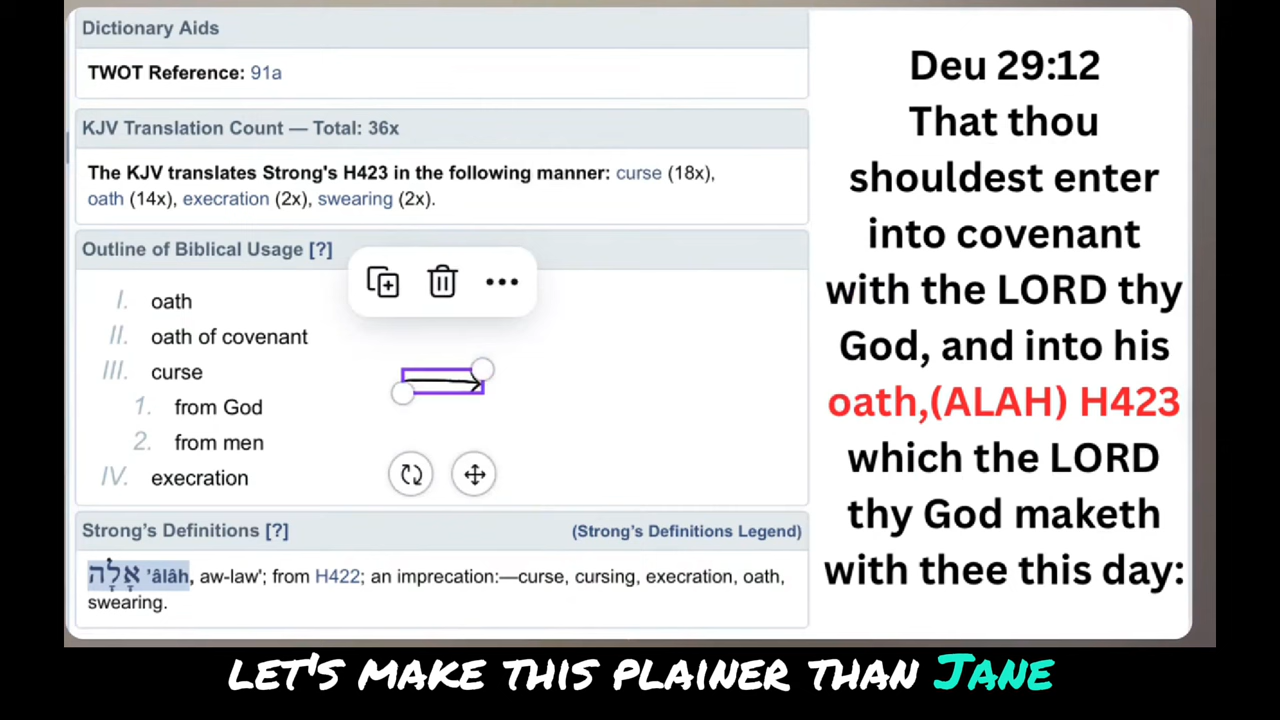 Dictionary Aids
TWOT Reference: 91a
KJV Translation Count — Total: 36x
The KJV translates Strong's H423 in the following manner: curse (18x),
oath (14x), execration (2x), swearing (2x).
Outline of Biblical Usage [?]
I. oath
II. oath of covenant
III. curse
1. from God
2. from men
IV. execration
Strong's Definitions [?] (Strong's Definitions Legend)
אָלָה 'âlâh, aw-law'; from H422; an imprecation:—curse, cursing, execration, oath,
swearing.
Deu 29:12
That thou
shouldest enter
into covenant
with the LORD thy
God, and into his
oath,(ALAH) H423
which the LORD
thy God maketh
with thee this day:
LET'S MAKE THIS PLAINER THAN JANE